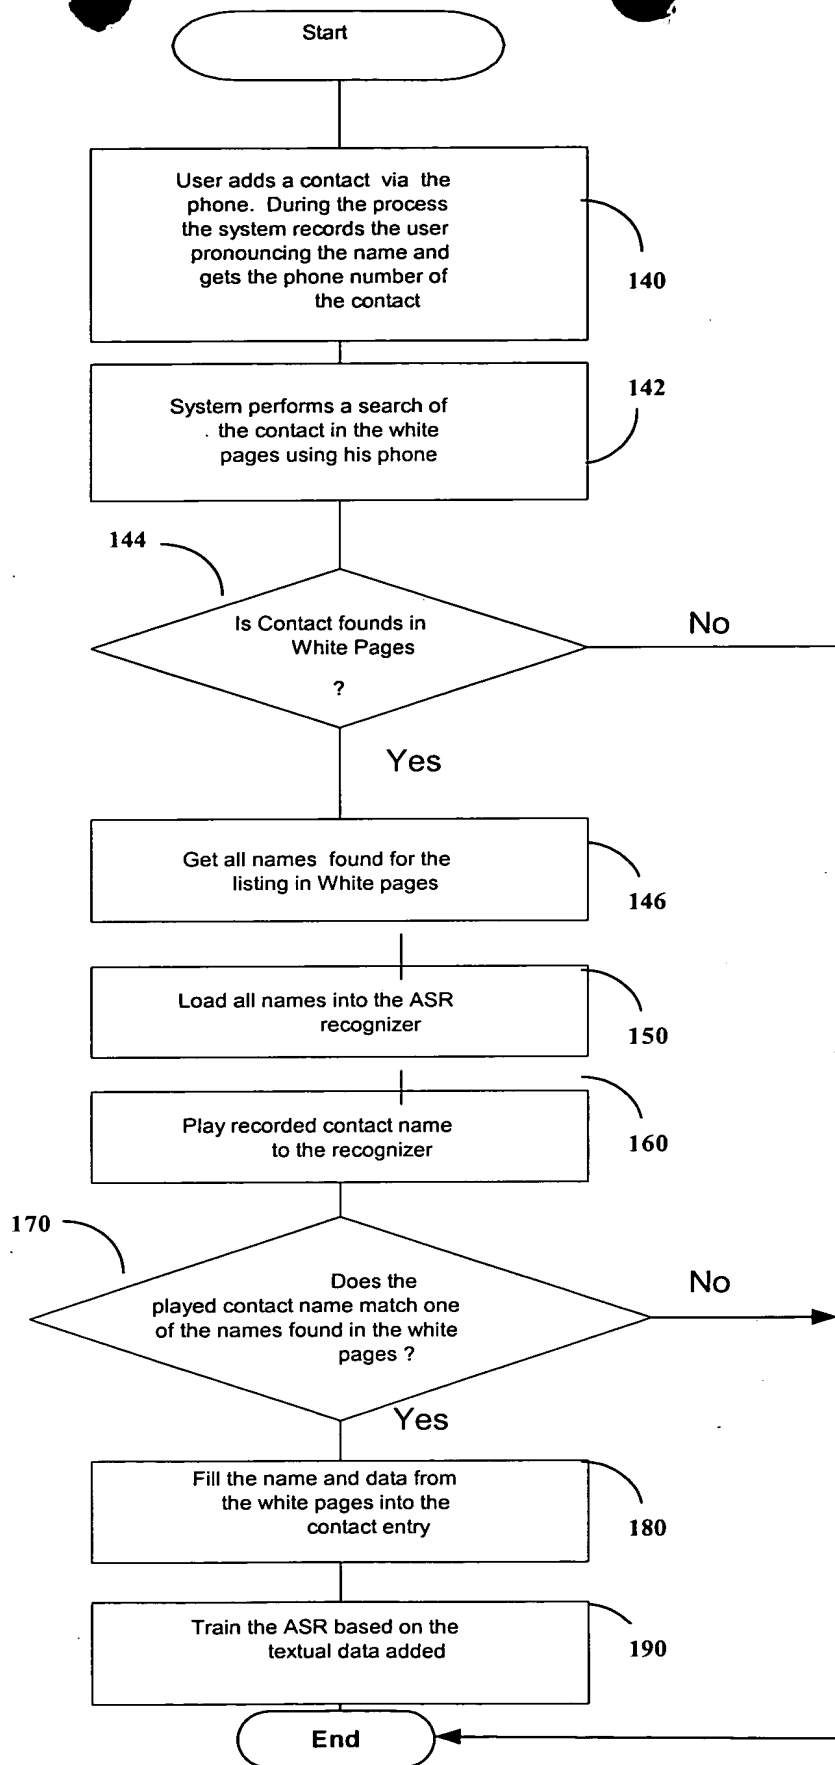 Start
User adds a contact via the
phone. During the process
the system records the user
pronouncing the name and
gets the phone number of
the contact
140
142
System performs a search of
the contact in the white
pages using his phone
144
Is Contact founds in
White Pages
?
No
Yes
Get all names found for the
listing in White pages
146
Load all names into the ASR
recognizer
150
Play recorded contact name
to the recognizer
160
170
Does the
played contact name match one
of the names found in the white
pages ?
No
Yes
Fill the name and data from
the white pages into the
contact entry
180
Train the ASR based on the
textual data added
190
End